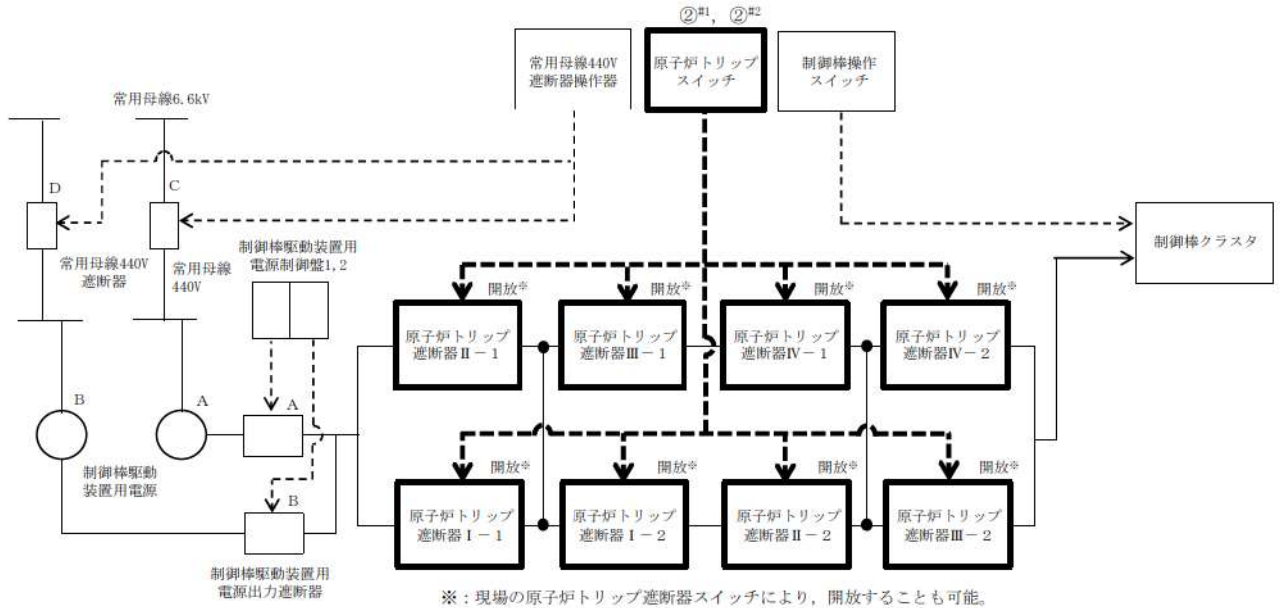 ②#1, ②#2
常用母線440V
遮断器操作器
原子炉トリップ
スイッチ
制御棒操作
スイッチ
常用母線6.6kV
D
C
制御棒クラスタ
常用母線440V
遮断器
常用母線
440V
制御棒駆動装置用
電源制御盤1,2
開放※
開放※
開放※
開放※
原子炉トリップ
遮断器Ⅱ－1
原子炉トリップ
遮断器Ⅲ－1
原子炉トリップ
遮断器Ⅳ－1
原子炉トリップ
遮断器Ⅳ－2
B
A
A
制御棒駆動
装置用電源
B
開放※
開放※
開放※
開放※
原子炉トリップ
遮断器Ⅰ－1
原子炉トリップ
遮断器Ⅰ－2
原子炉トリップ
遮断器Ⅱ－2
原子炉トリップ
遮断器Ⅲ－2
制御棒駆動装置用
電源出力遮断器
※：現場の原子炉トリップ遮断器スイッチにより，開放することも可能。